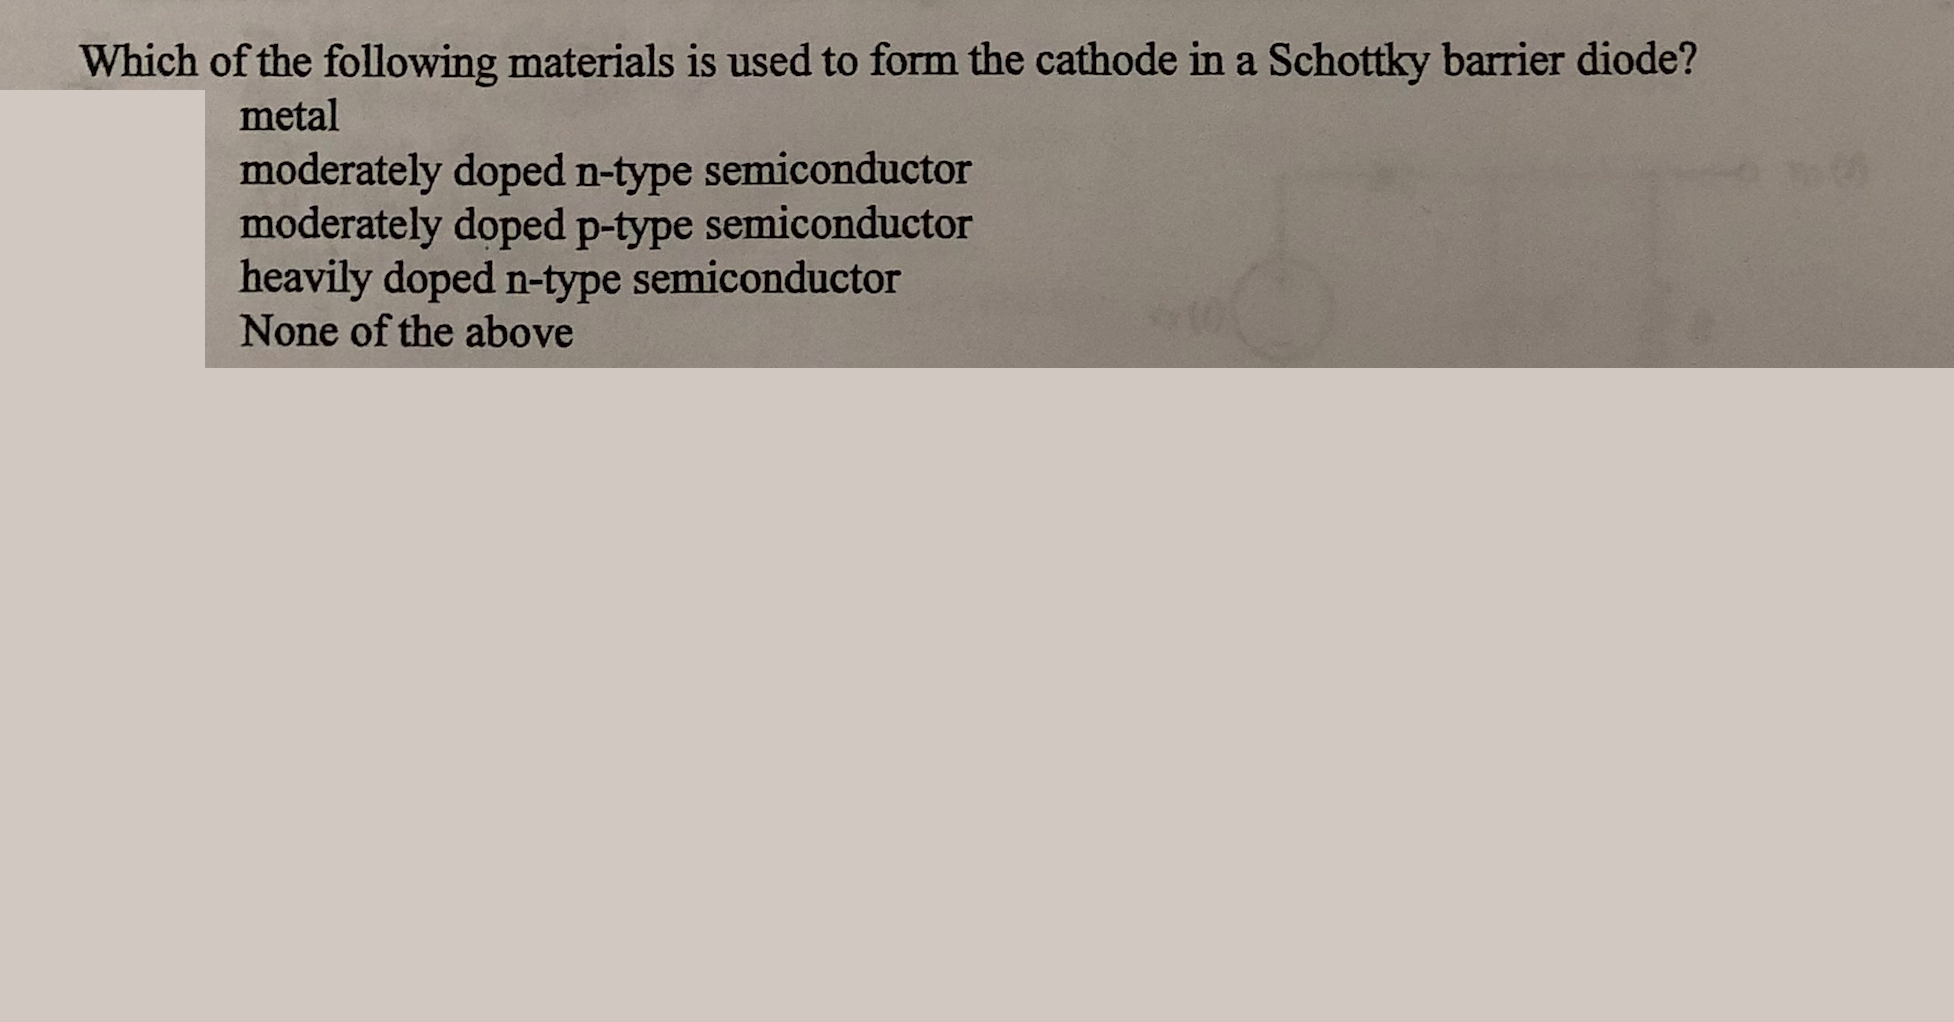 Which of the following materials is used to form the cathode in a Schottky barrier diode?
metal
moderately doped n-type semiconductor
moderately doped p-type semiconductor
heavily doped n-type semiconductor
None of the above